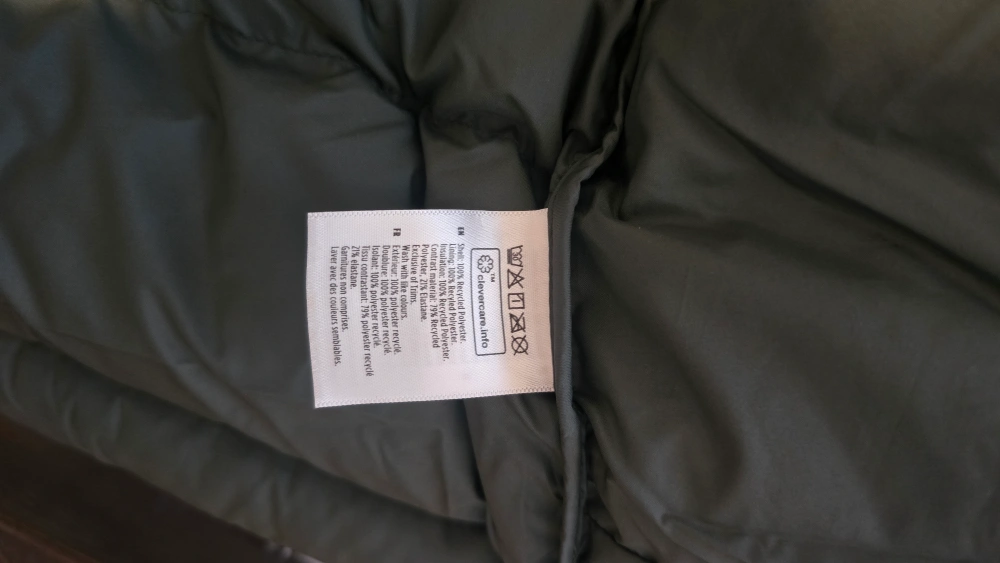 clevercare.info™
EN Shell: 100% Recycled Polyester.
Lining: 100% Recycled Polyester.
Insulation: 100% Recycled Polyester.
Contrast material: 79% Recycled
Polyester, 21% Elastane.
Exclusive of Trims.
Wash with like colours.
FR Extérieur: 100% polyester recyclé.
Doublure: 100% polyester recyclé.
Isolant: 100% polyester recyclé.
Tissu contrastant: 79% polyester recyclé
21% élastane.
Garnitures non comprises.
Laver avec des couleurs semblables.